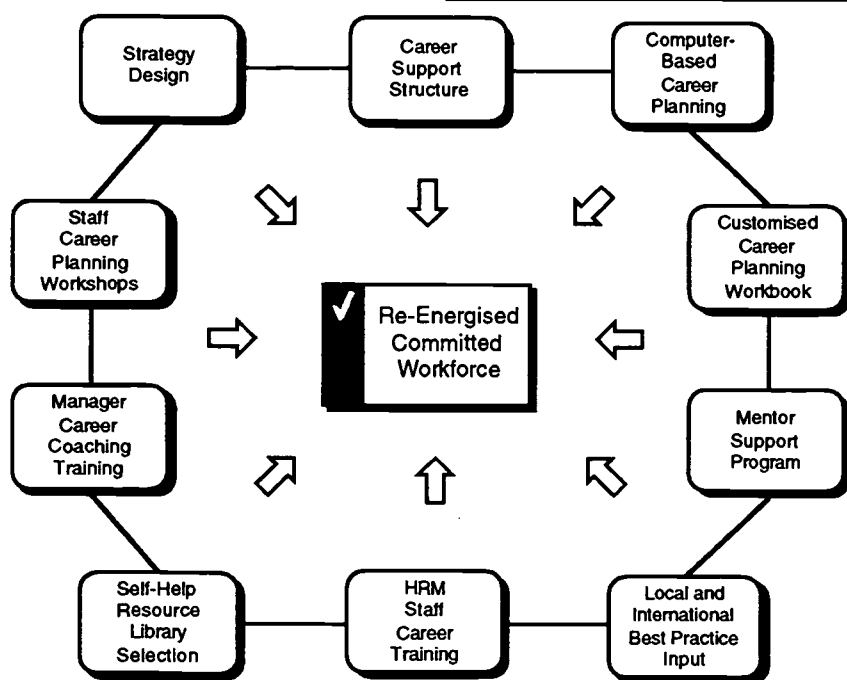 Strategy
Design
Career
Support
Structure
Computer-
Based
Career
Planning
Staff
Career
Planning
Workshops
Customised
Career
Planning
Workbook
Re-Energised
Committed
Workforce
Manager
Career
Coaching
Training
Mentor
Support
Program
Self-Help
Resource
Library
Selection
HRM
Staff
Career
Training
Local and
International
Best Practice
Input